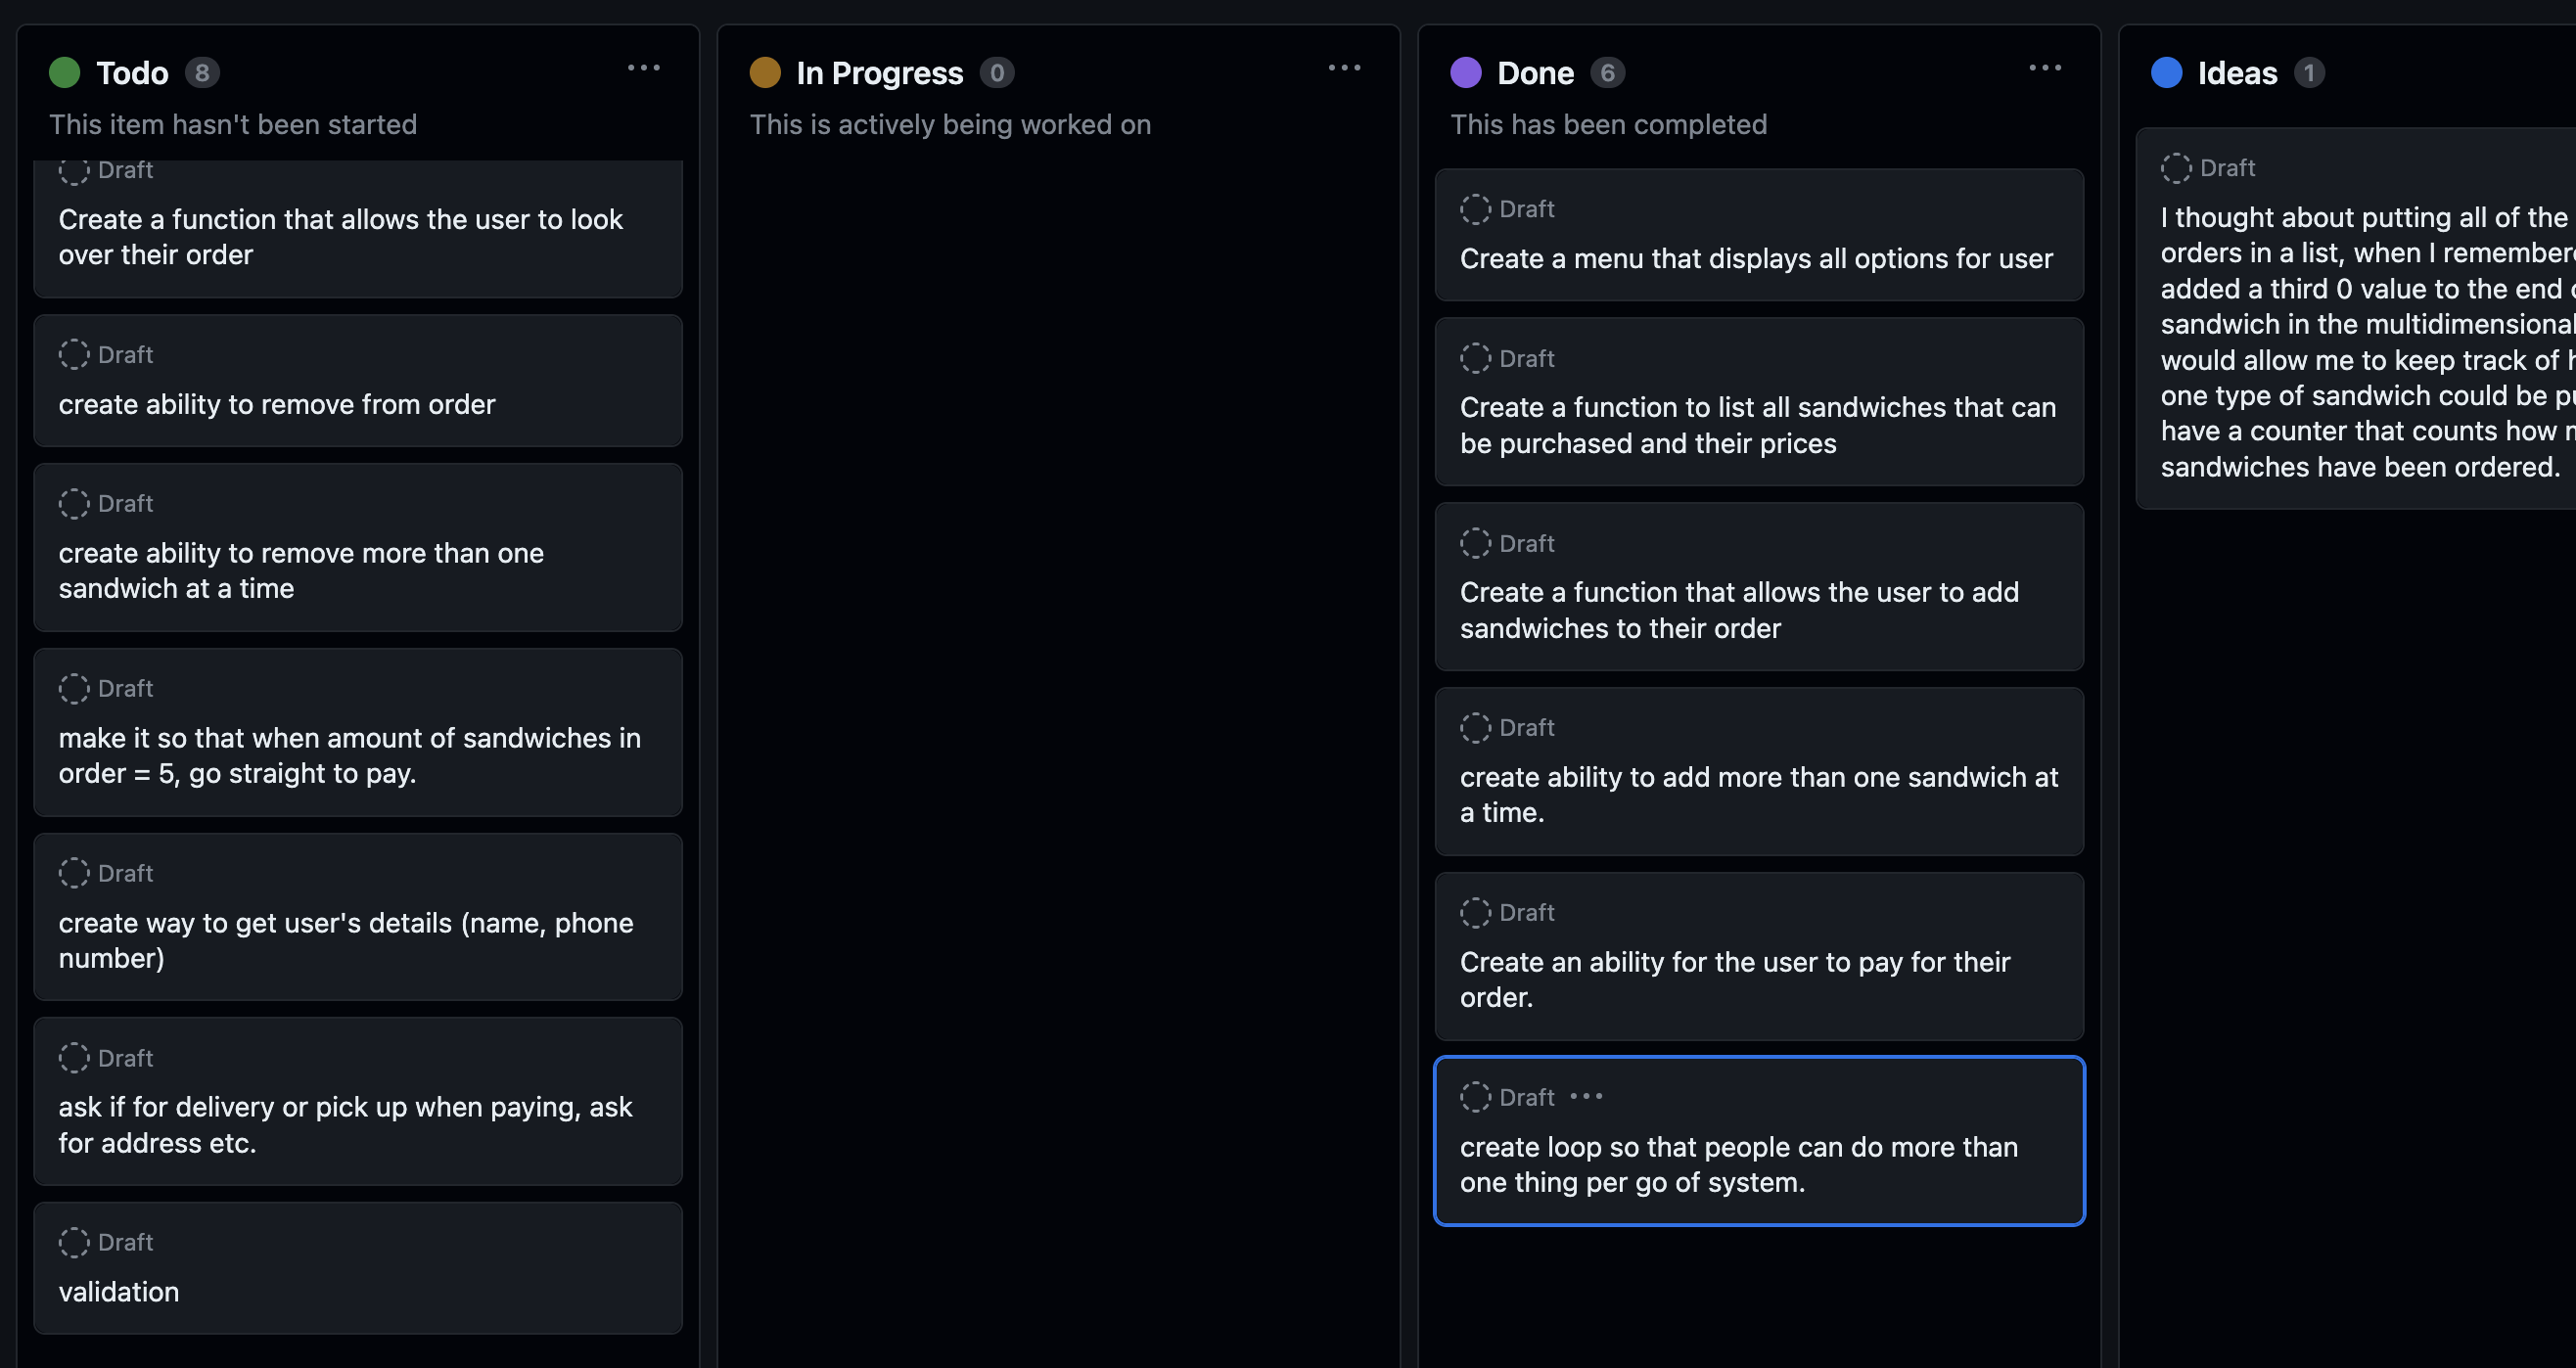 Todo 8
This item hasn't been started
Draft
Create a function that allows the user to look
over their order
Draft
create ability to remove from order
Draft
create ability to remove more than one
sandwich at a time
Draft
make it so that when amount of sandwiches in
order = 5, go straight to pay.
Draft
create way to get user's details (name, phone
number)
Draft
ask if for delivery or pick up when paying, ask
for address etc.
Draft
validation
In Progress 0
This is actively being worked on
Done 6
This has been completed
Draft
Create a menu that displays all options for user
Draft
Create a function to list all sandwiches that can
be purchased and their prices
Draft
Create a function that allows the user to add
sandwiches to their order
Draft
create ability to add more than one sandwich at
a time.
Draft
Create an ability for the user to pay for their
order.
Draft
create loop so that people can do more than
one thing per go of system.
Ideas 1
Draft
I thought about putting all of the
orders in a list, when I
added a third 0 value to the end
sandwich in the multidimensional
would allow me to keep track of
one type of sandwich could be
have a counter that counts how
sandwiches have been ordered.